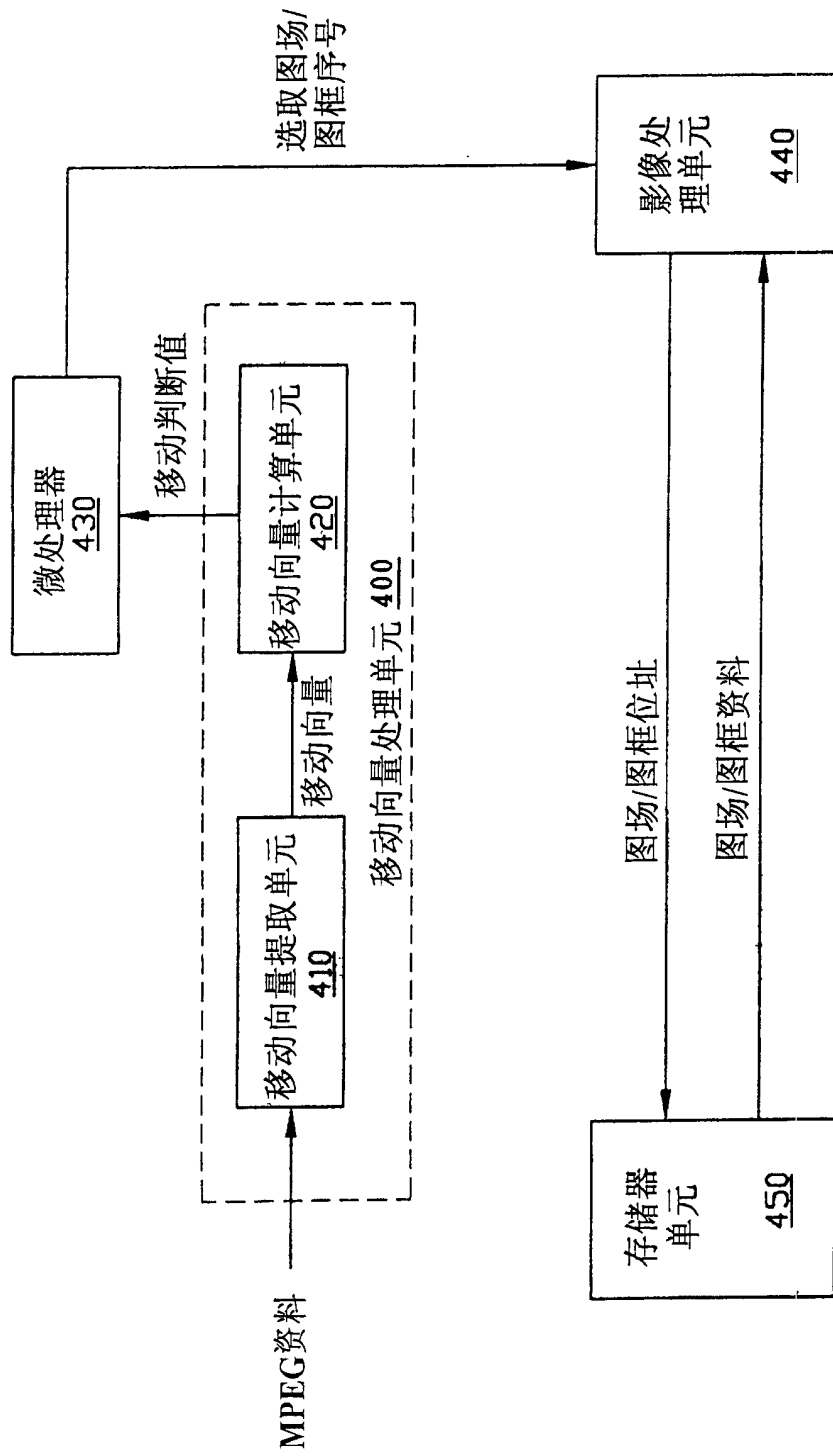 微处理器
430
移动判断值
选取图场/
图框序号
MPEG资料
移动向量提取单元
410
移动向量
移动向量计算单元
420
移动向量处理单元 400
存储器
单元
450
图场/图框位址
图场/图框资料
影像处
理单元
440